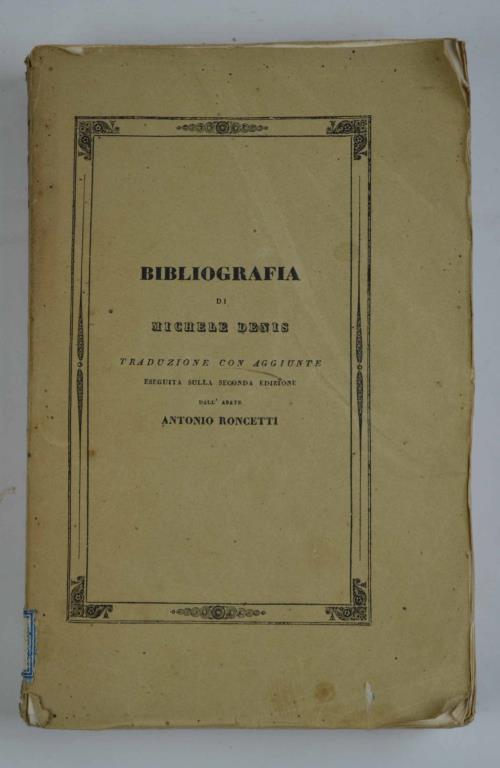 BIBLIOGRAFIA
DI
MICHELE DENIS
TRADUZIONE CON AGGIUNTE
ESEGUITA SULLA SECONDA EDIZIONE
DALL' ABATE
ANTONIO RONCETTI